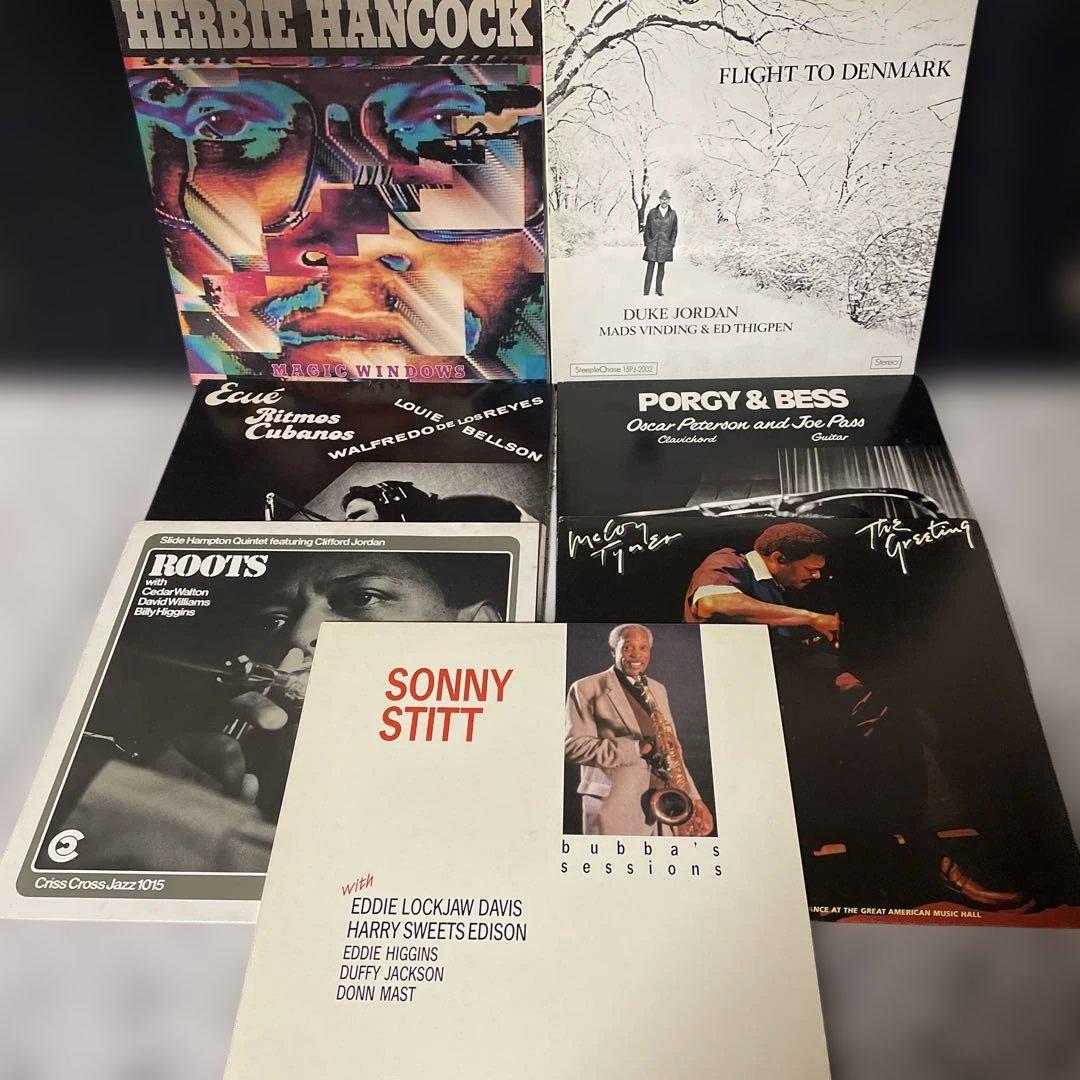 HERBIE HANCOCK
MAGIC WINDOWS
FLIGHT TO DENMARK
DUKE JORDAN
MADS VINDING & ED THIGPEN
SteepleChase 15PJ-2002
Stereo
Ecué
Ritmos
Cubanos
LOUIE BELLSON
WALFREDO DE LOS REYES
PORGY & BESS
Oscar Peterson and Joe Pass
Clavichord Guitar
Slide Hampton Quintet featuring Clifford Jordan
ROOTS
with
Cedar Walton
David Williams
Billy Higgins
Criss Cross Jazz 1015
McCoy
Tyner
The
Greeting
ANCE AT THE GREAT AMERICAN MUSIC HALL
SONNY
STITT
bubba's
sessions
with
EDDIE LOCKJAW DAVIS
HARRY SWEETS EDISON
EDDIE HIGGINS
DUFFY JACKSON
DONN MAST